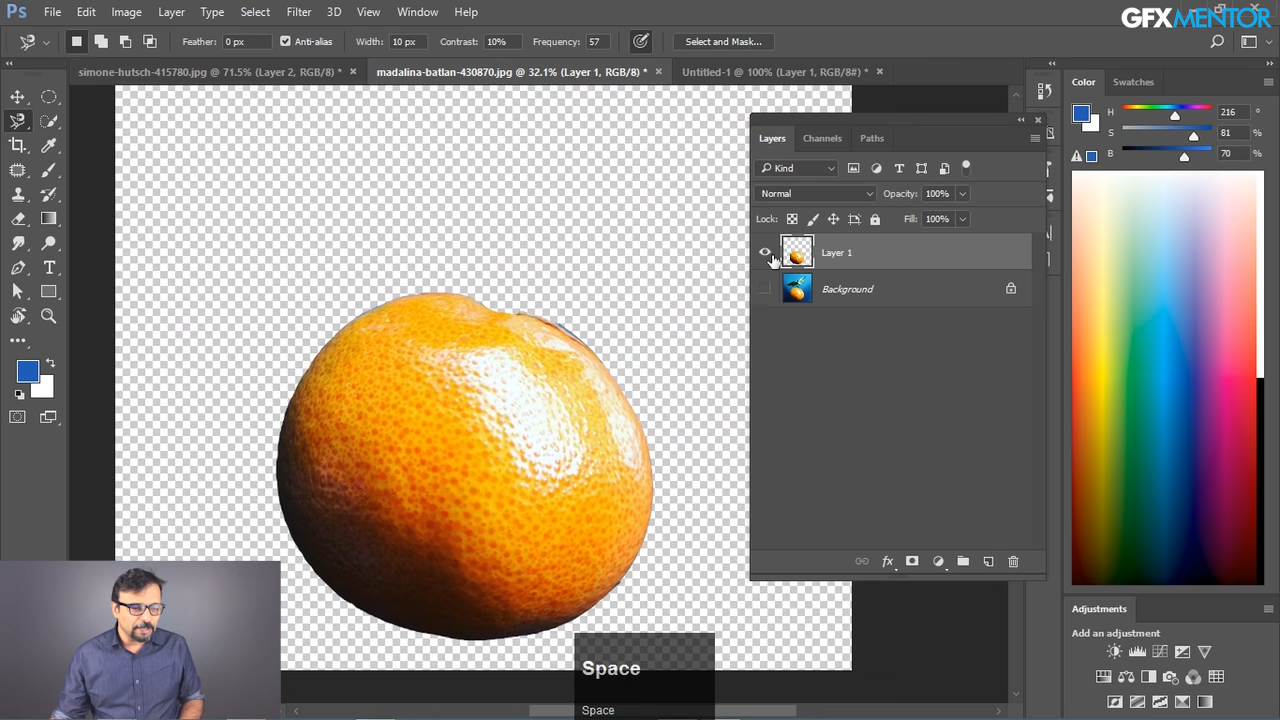 Ps File Edit Image Layer Type Select Filter 3D View Window Help
GFXMENTOR
Feather: 0 px Anti-alias Width: 10 px Contrast: 10% Frequency: 57 Select and Mask...
simone-hutsch-415780.jpg @ 71.5% (Layer 2, RGB/8) * × madalina-batlan-430870.jpg @ 32.1% (Layer 1, RGB/8) * × Untitled-1 @ 100% (Layer 1, RGB/8#) * ×
Color Swatches
H 216 °
S 81 %
B 70 %
Layers Channels Paths
Kind
Normal Opacity: 100%
Lock: Fill: 100%
Layer 1
Background
fx
Adjustments
Add an adjustment
Space
Space